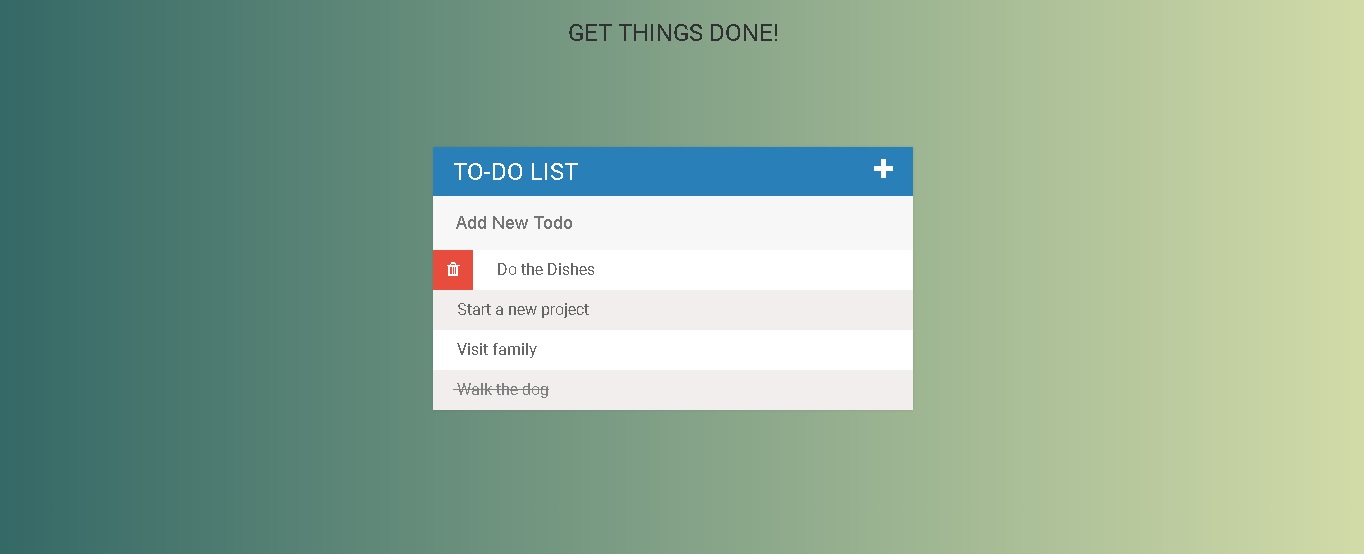 GET THINGS DONE!
TO-DO LIST
Add New Todo
Do the Dishes
Start a new project
Visit family
Walk the dog